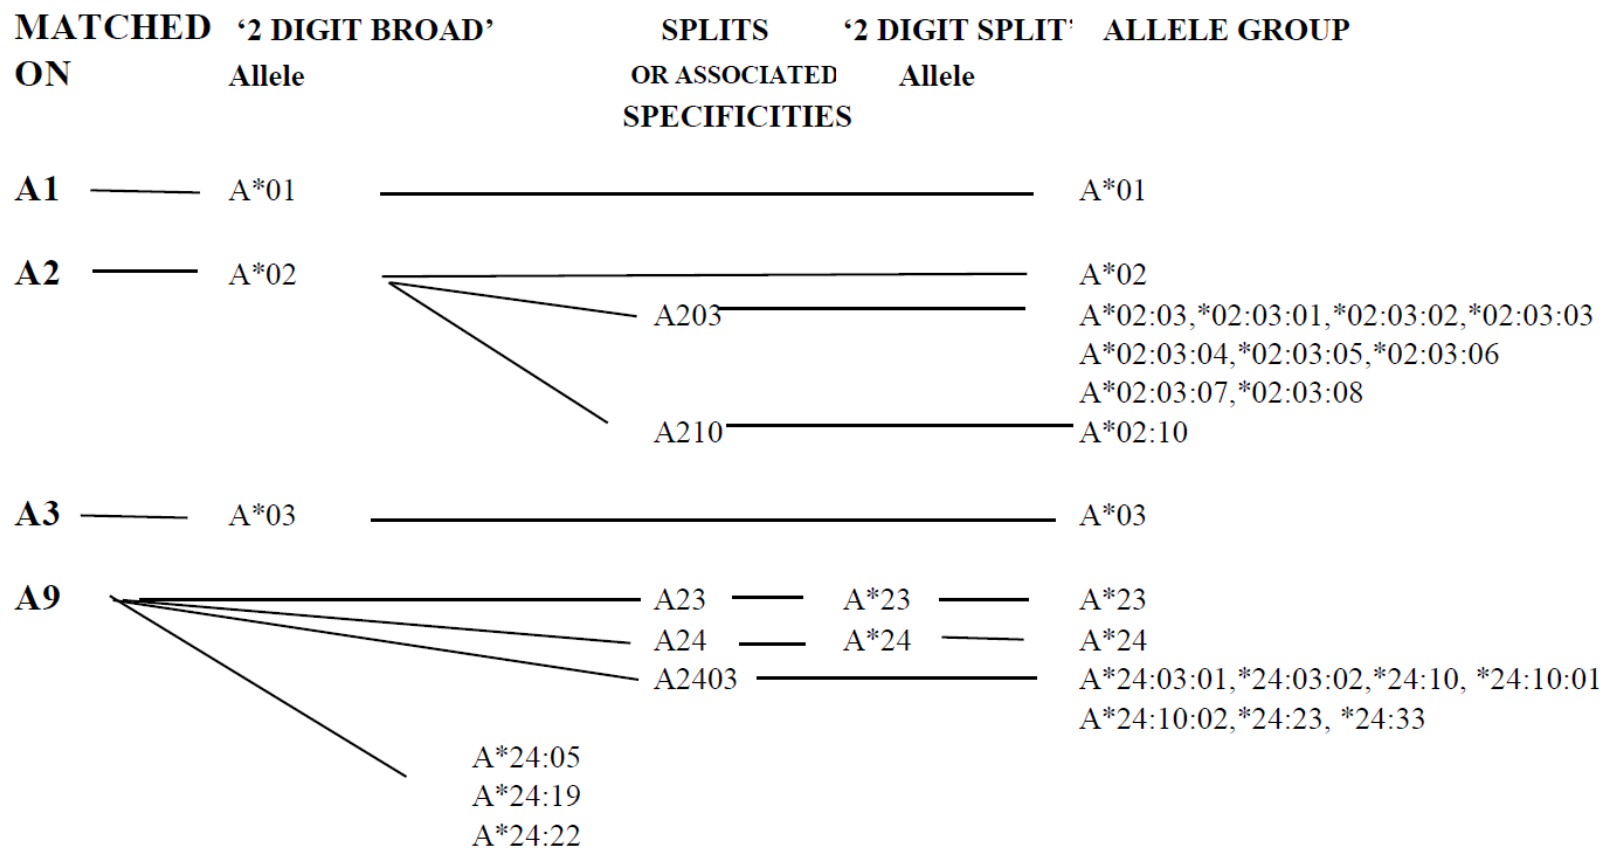 MATCHED ‘2 DIGIT BROAD’ SPLITS ‘2 DIGIT SPLIT’ ALLELE GROUP
ON Allele OR ASSOCIATED Allele
SPECIFICITIES
A1 A*01 A*01
A2 A*02 A*02
A203 A*02:03,*02:03:01,*02:03:02,*02:03:03
A*02:03:04,*02:03:05,*02:03:06
A*02:03:07,*02:03:08
A210 A*02:10
A3 A*03 A*03
A9 A23 A*23 A*23
A24 A*24 A*24
A2403 A*24:03:01,*24:03:02,*24:10, *24:10:01
A*24:10:02,*24:23, *24:33
A*24:05
A*24:19
A*24:22